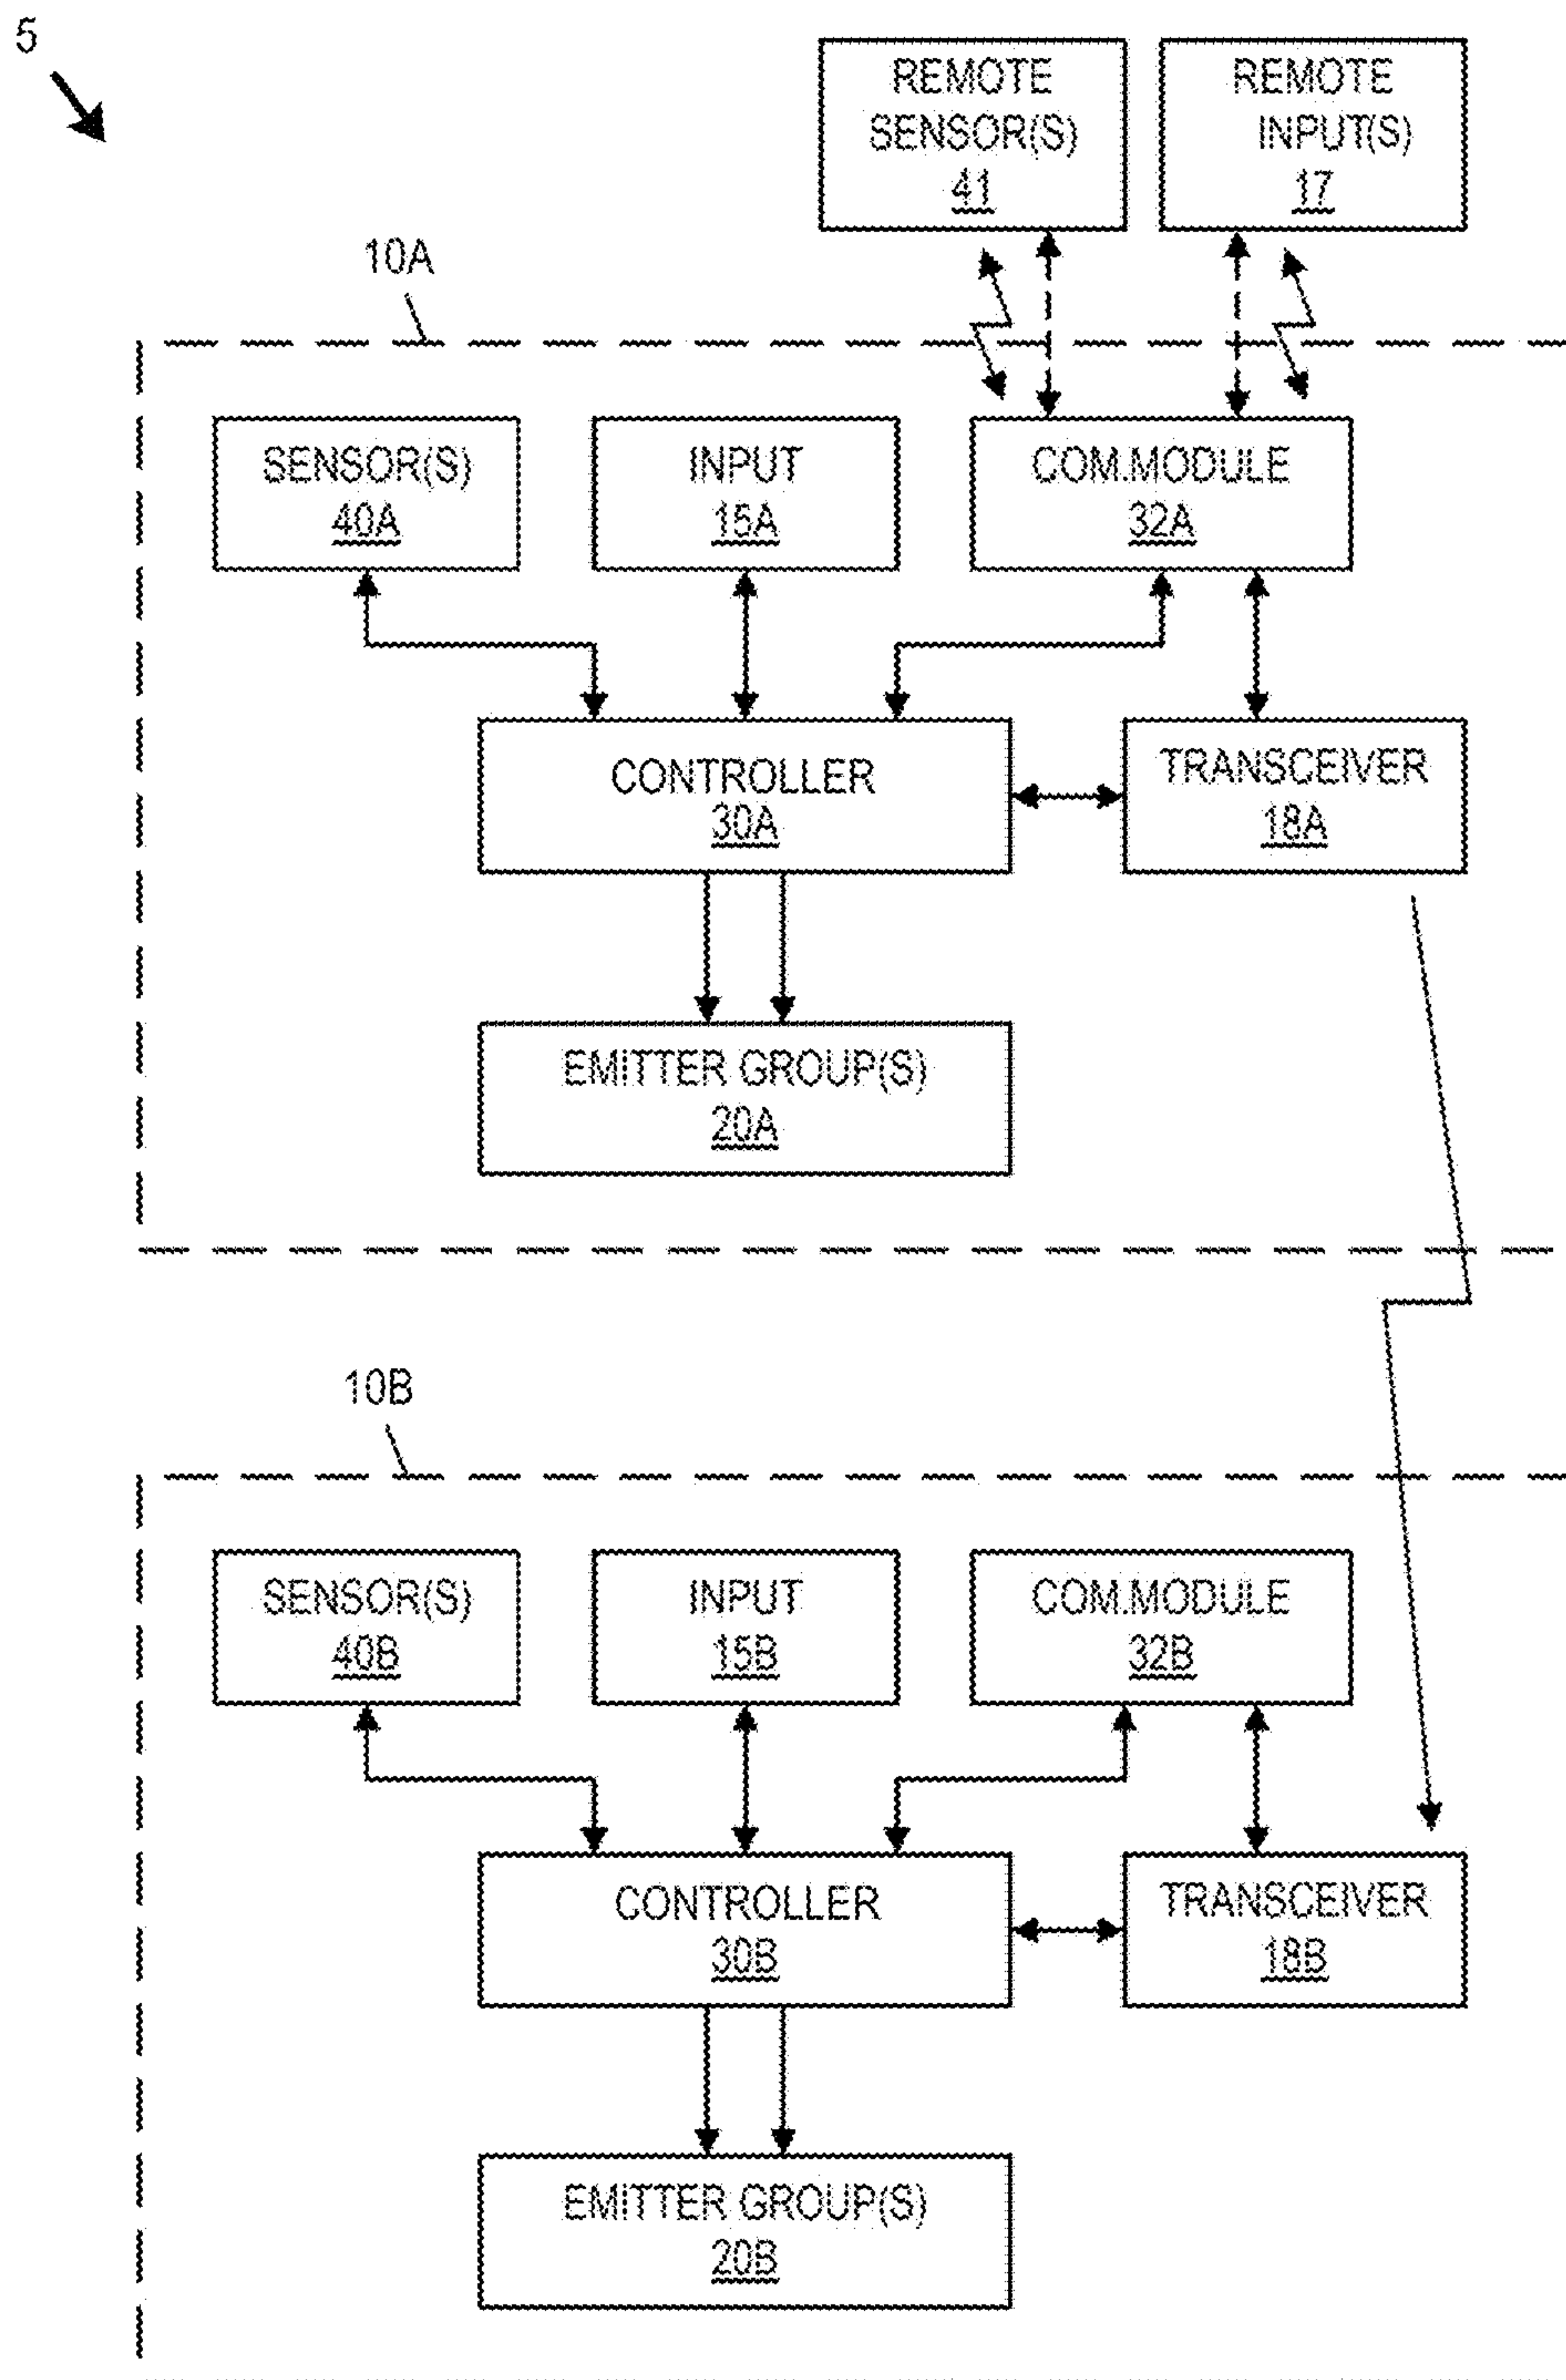 5
REMOTE
SENSOR(S)
41
REMOTE
INPUT(S)
17
10A
SENSOR(S)
40A
INPUT
15A
COM.MODULE
32A
CONTROLLER
30A
TRANSCEIVER
18A
EMITTER GROUP(S)
20A
10B
SENSOR(S)
40B
INPUT
15B
COM.MODULE
32B
CONTROLLER
30B
TRANSCEIVER
18B
EMITTER GROUP(S)
20B